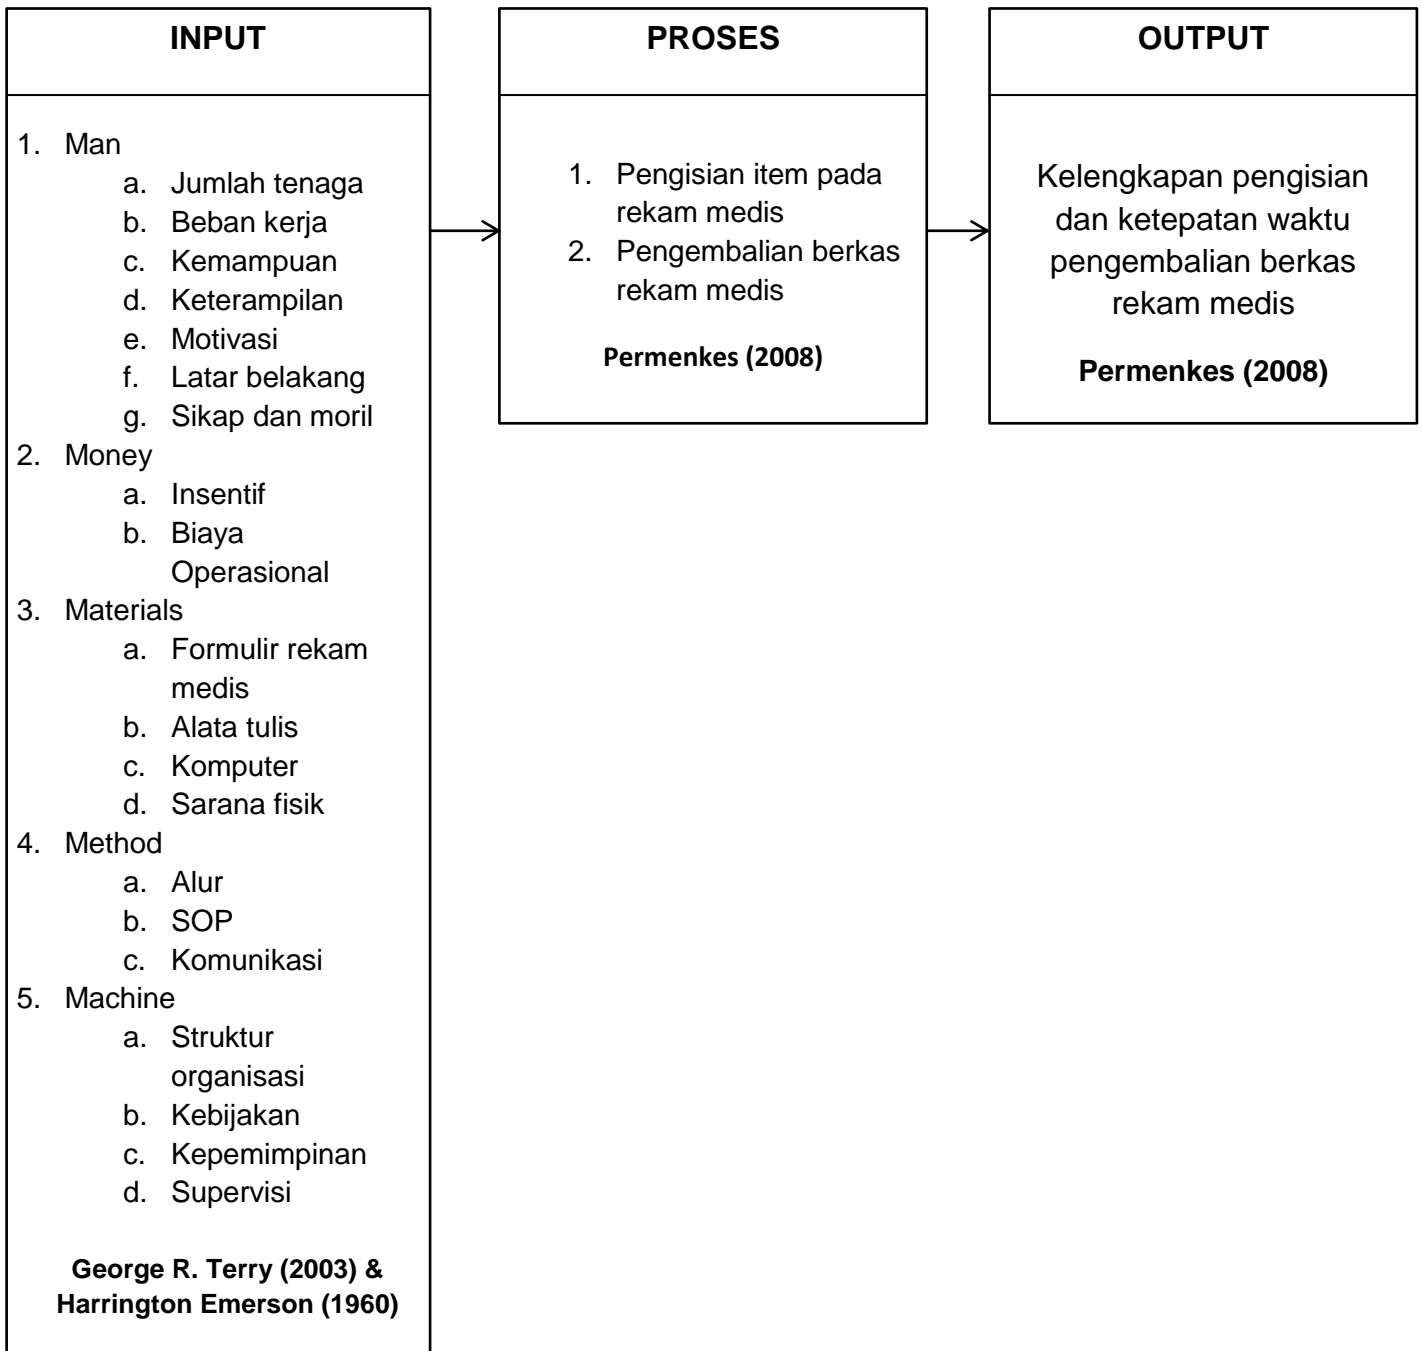 INPUT
1. Man
a. Jumlah tenaga
b. Beban kerja
c. Kemampuan
d. Keterampilan
e. Motivasi
f. Latar belakang
g. Sikap dan moril
2. Money
a. Insentif
b. Biaya
Operasional
3. Materials
a. Formulir rekam
medis
b. Alata tulis
c. Komputer
d. Sarana fisik
4. Method
a. Alur
b. SOP
c. Komunikasi
5. Machine
a. Struktur
organisasi
b. Kebijakan
c. Kepemimpinan
d. Supervisi
George R. Terry (2003) &
Harrington Emerson (1960)
PROSES
1. Pengisian item pada
rekam medis
2. Pengembalian berkas
rekam medis
Permenkes (2008)
OUTPUT
Kelengkapan pengisian
dan ketepatan waktu
pengembalian berkas
rekam medis
Permenkes (2008)